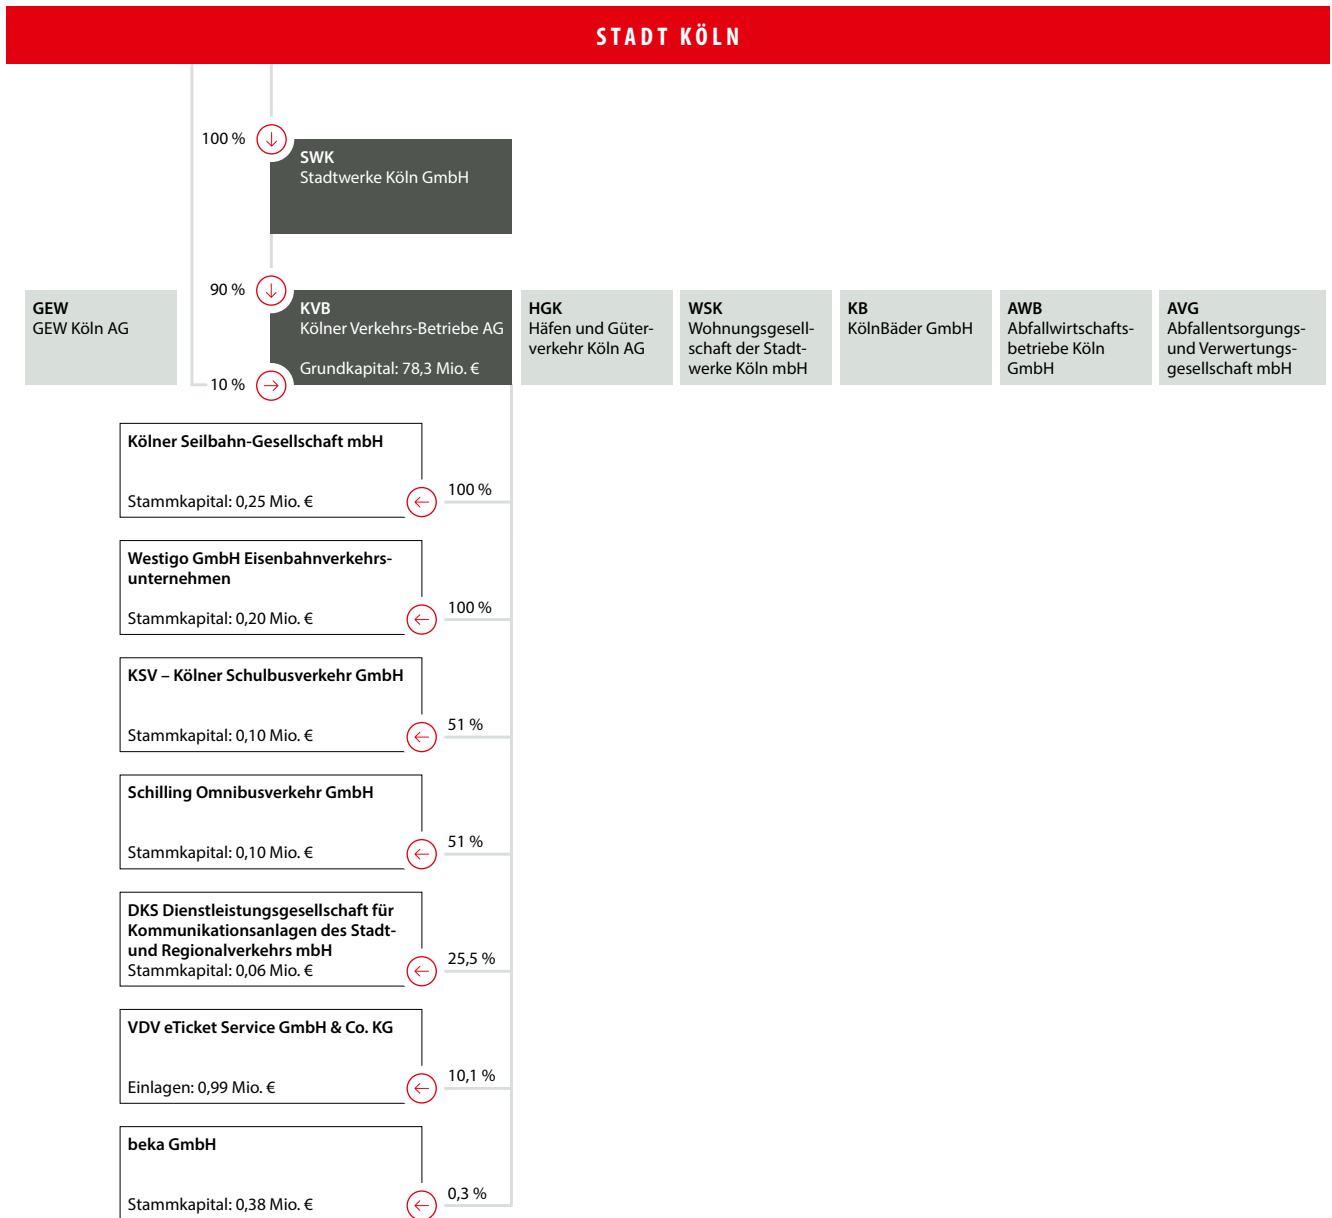 STADT KÖLN
100 %
SWK
Stadtwerke Köln GmbH
90 %
GEW
GEW Köln AG
KVB
Kölner Verkehrs-Betriebe AG
Grundkapital: 78,3 Mio. €
10 %
HGK
Häfen und Güter-
verkehr Köln AG
WSK
Wohnungsgesell-
schaft der Stadt-
werke Köln mbH
KB
KölnBäder GmbH
AWB
Abfallwirtschafts-
betriebe Köln
GmbH
AVG
Abfallentsorgungs-
und Verwertungs-
gesellschaft mbH
Kölner Seilbahn-Gesellschaft mbH
Stammkapital: 0,25 Mio. €
100 %
Westigo GmbH Eisenbahnverkehrs-
unternehmen
Stammkapital: 0,20 Mio. €
100 %
KSV – Kölner Schulbusverkehr GmbH
Stammkapital: 0,10 Mio. €
51 %
Schilling Omnibusverkehr GmbH
Stammkapital: 0,10 Mio. €
51 %
DKS Dienstleistungsgesellschaft für
Kommunikationsanlagen des Stadt-
und Regionalverkehrs mbH
Stammkapital: 0,06 Mio. €
25,5 %
VDV eTicket Service GmbH & Co. KG
Einlagen: 0,99 Mio. €
10,1 %
beka GmbH
Stammkapital: 0,38 Mio. €
0,3 %